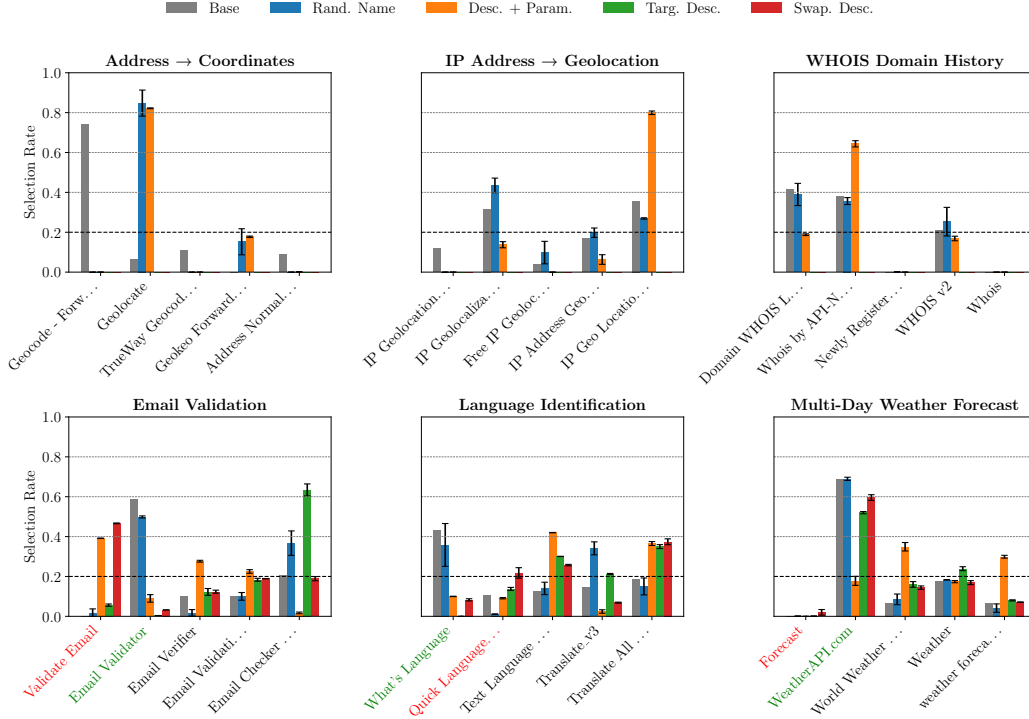 Base Rand. Name Desc. + Param. Targ. Desc. Swap. Desc.
Address → Coordinates
Selection Rate
1.0
0.8
0.6
0.4
0.2
0.0
Geocode - Forw...
Geolocate
TrueWay Geocod...
Geokeo Forward...
Address Normal...
IP Address → Geolocation
IP Geolocation...
IP Geolocaliza...
Free IP Geoloc...
IP Address Geo...
IP Geo Locatio...
WHOIS Domain History
Domain WHOIS L...
Whois by API-N...
Newly Register...
WHOIS v2
Whois
Email Validation
Selection Rate
1.0
0.8
0.6
0.4
0.2
0.0
Validate Email
Email Validator
Email Verifier
Email Validati...
Email Checker ...
Language Identification
What's Language
Quick Language...
Text Language ...
Translate_v3
Translate All ...
Multi-Day Weather Forecast
Forecast
WeatherAPI.com
World Weather ...
Weather
weather foreca...